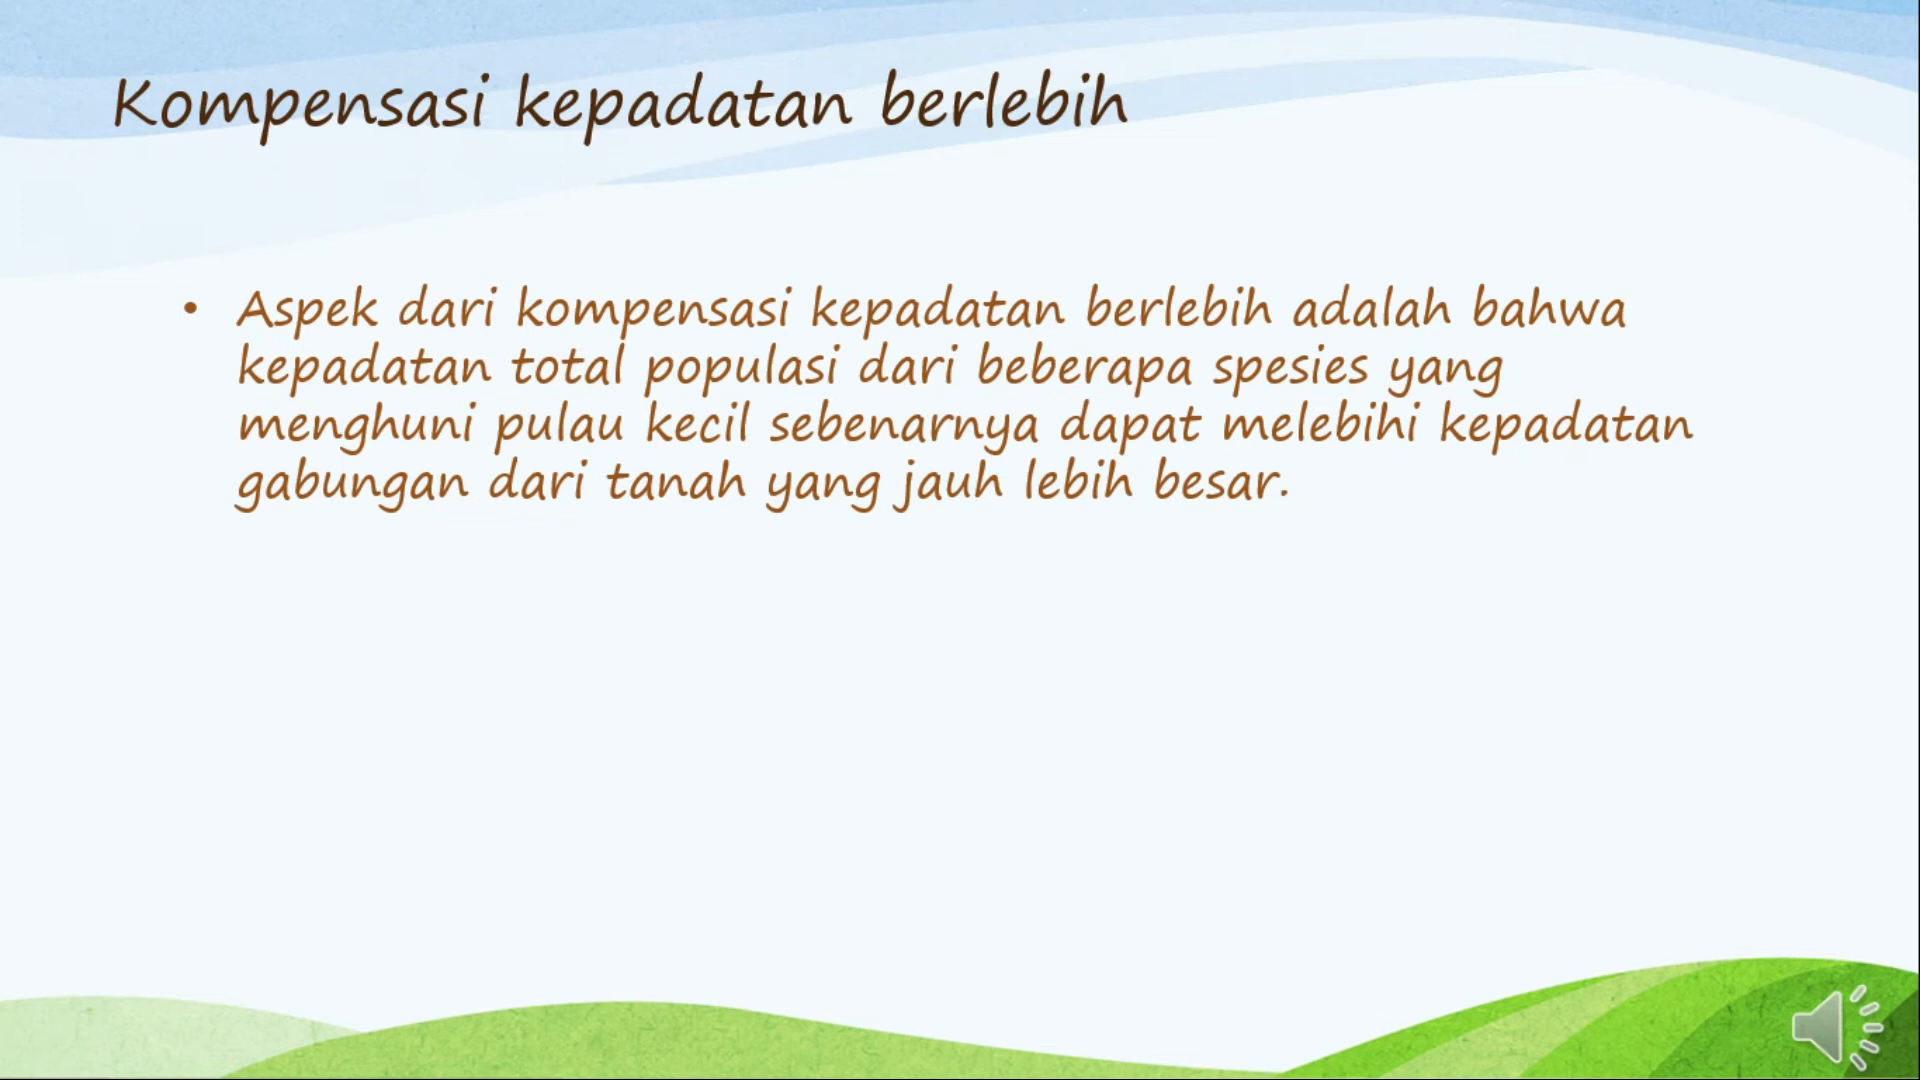 Kompensasi kepadatan berlebih
• Aspek dari kompensasi kepadatan berlebih adalah bahwa
kepadatan total populasi dari beberapa spesies yang
menghuni pulau kecil sebenarnya dapat melebihi kepadatan
gabungan dari tanah yang jauh lebih besar.